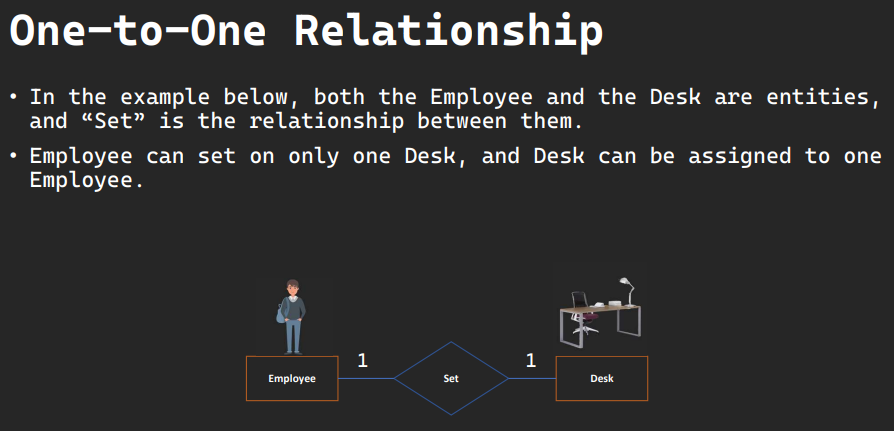 One-to-One Relationship
• In the example below, both the Employee and the Desk are entities,
and “Set” is the relationship between them.
• Employee can set on only one Desk, and Desk can be assigned to one
Employee.
1 1
Employee Set Desk